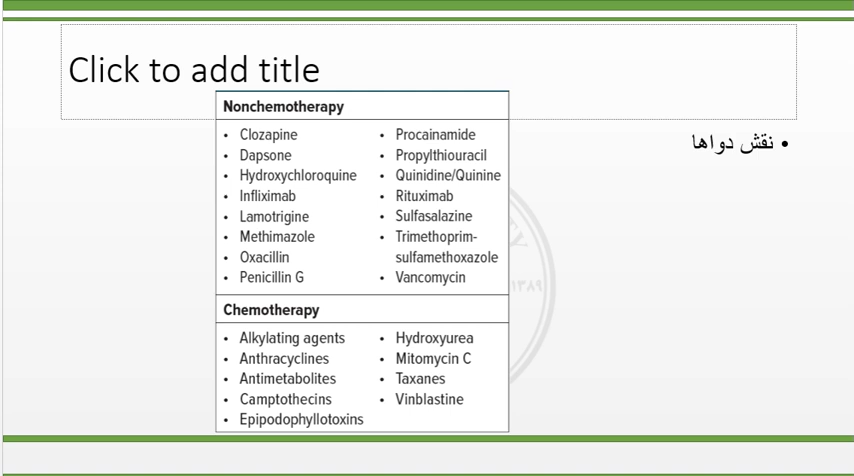 Click to add title
Nonchemotherapy
• Clozapine
• Dapsone
• Hydroxychloroquine
• Infliximab
• Lamotrigine
• Methimazole
• Oxacillin
• Penicillin G
• Procainamide
• Propylthiouracil
• Quinidine/Quinine
• Rituximab
• Sulfasalazine
• Trimethoprim-
sulfamethoxazole
• Vancomycin
Chemotherapy
• Alkylating agents
• Anthracyclines
• Antimetabolites
• Camptothecins
• Epipodophyllotoxins
• Hydroxyurea
• Mitomycin C
• Taxanes
• Vinblastine
• نقش دواها
۱۳۸۹